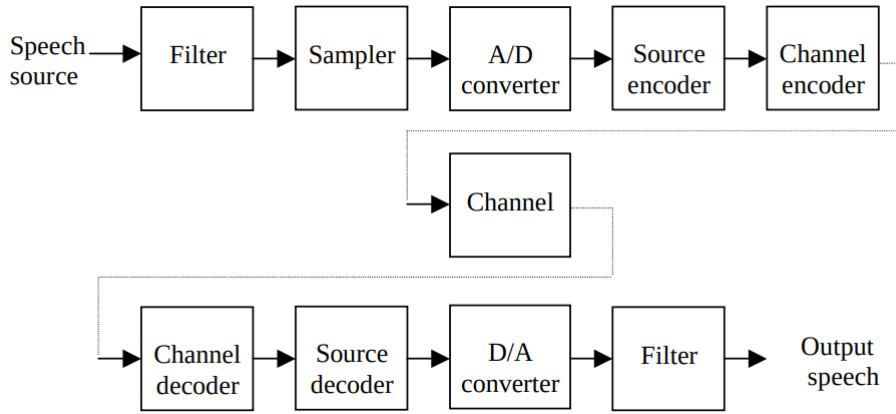 Speech
source
Filter
Sampler
A/D
converter
Source
encoder
Channel
encoder
Channel
Channel
decoder
Source
decoder
D/A
converter
Filter
Output
speech